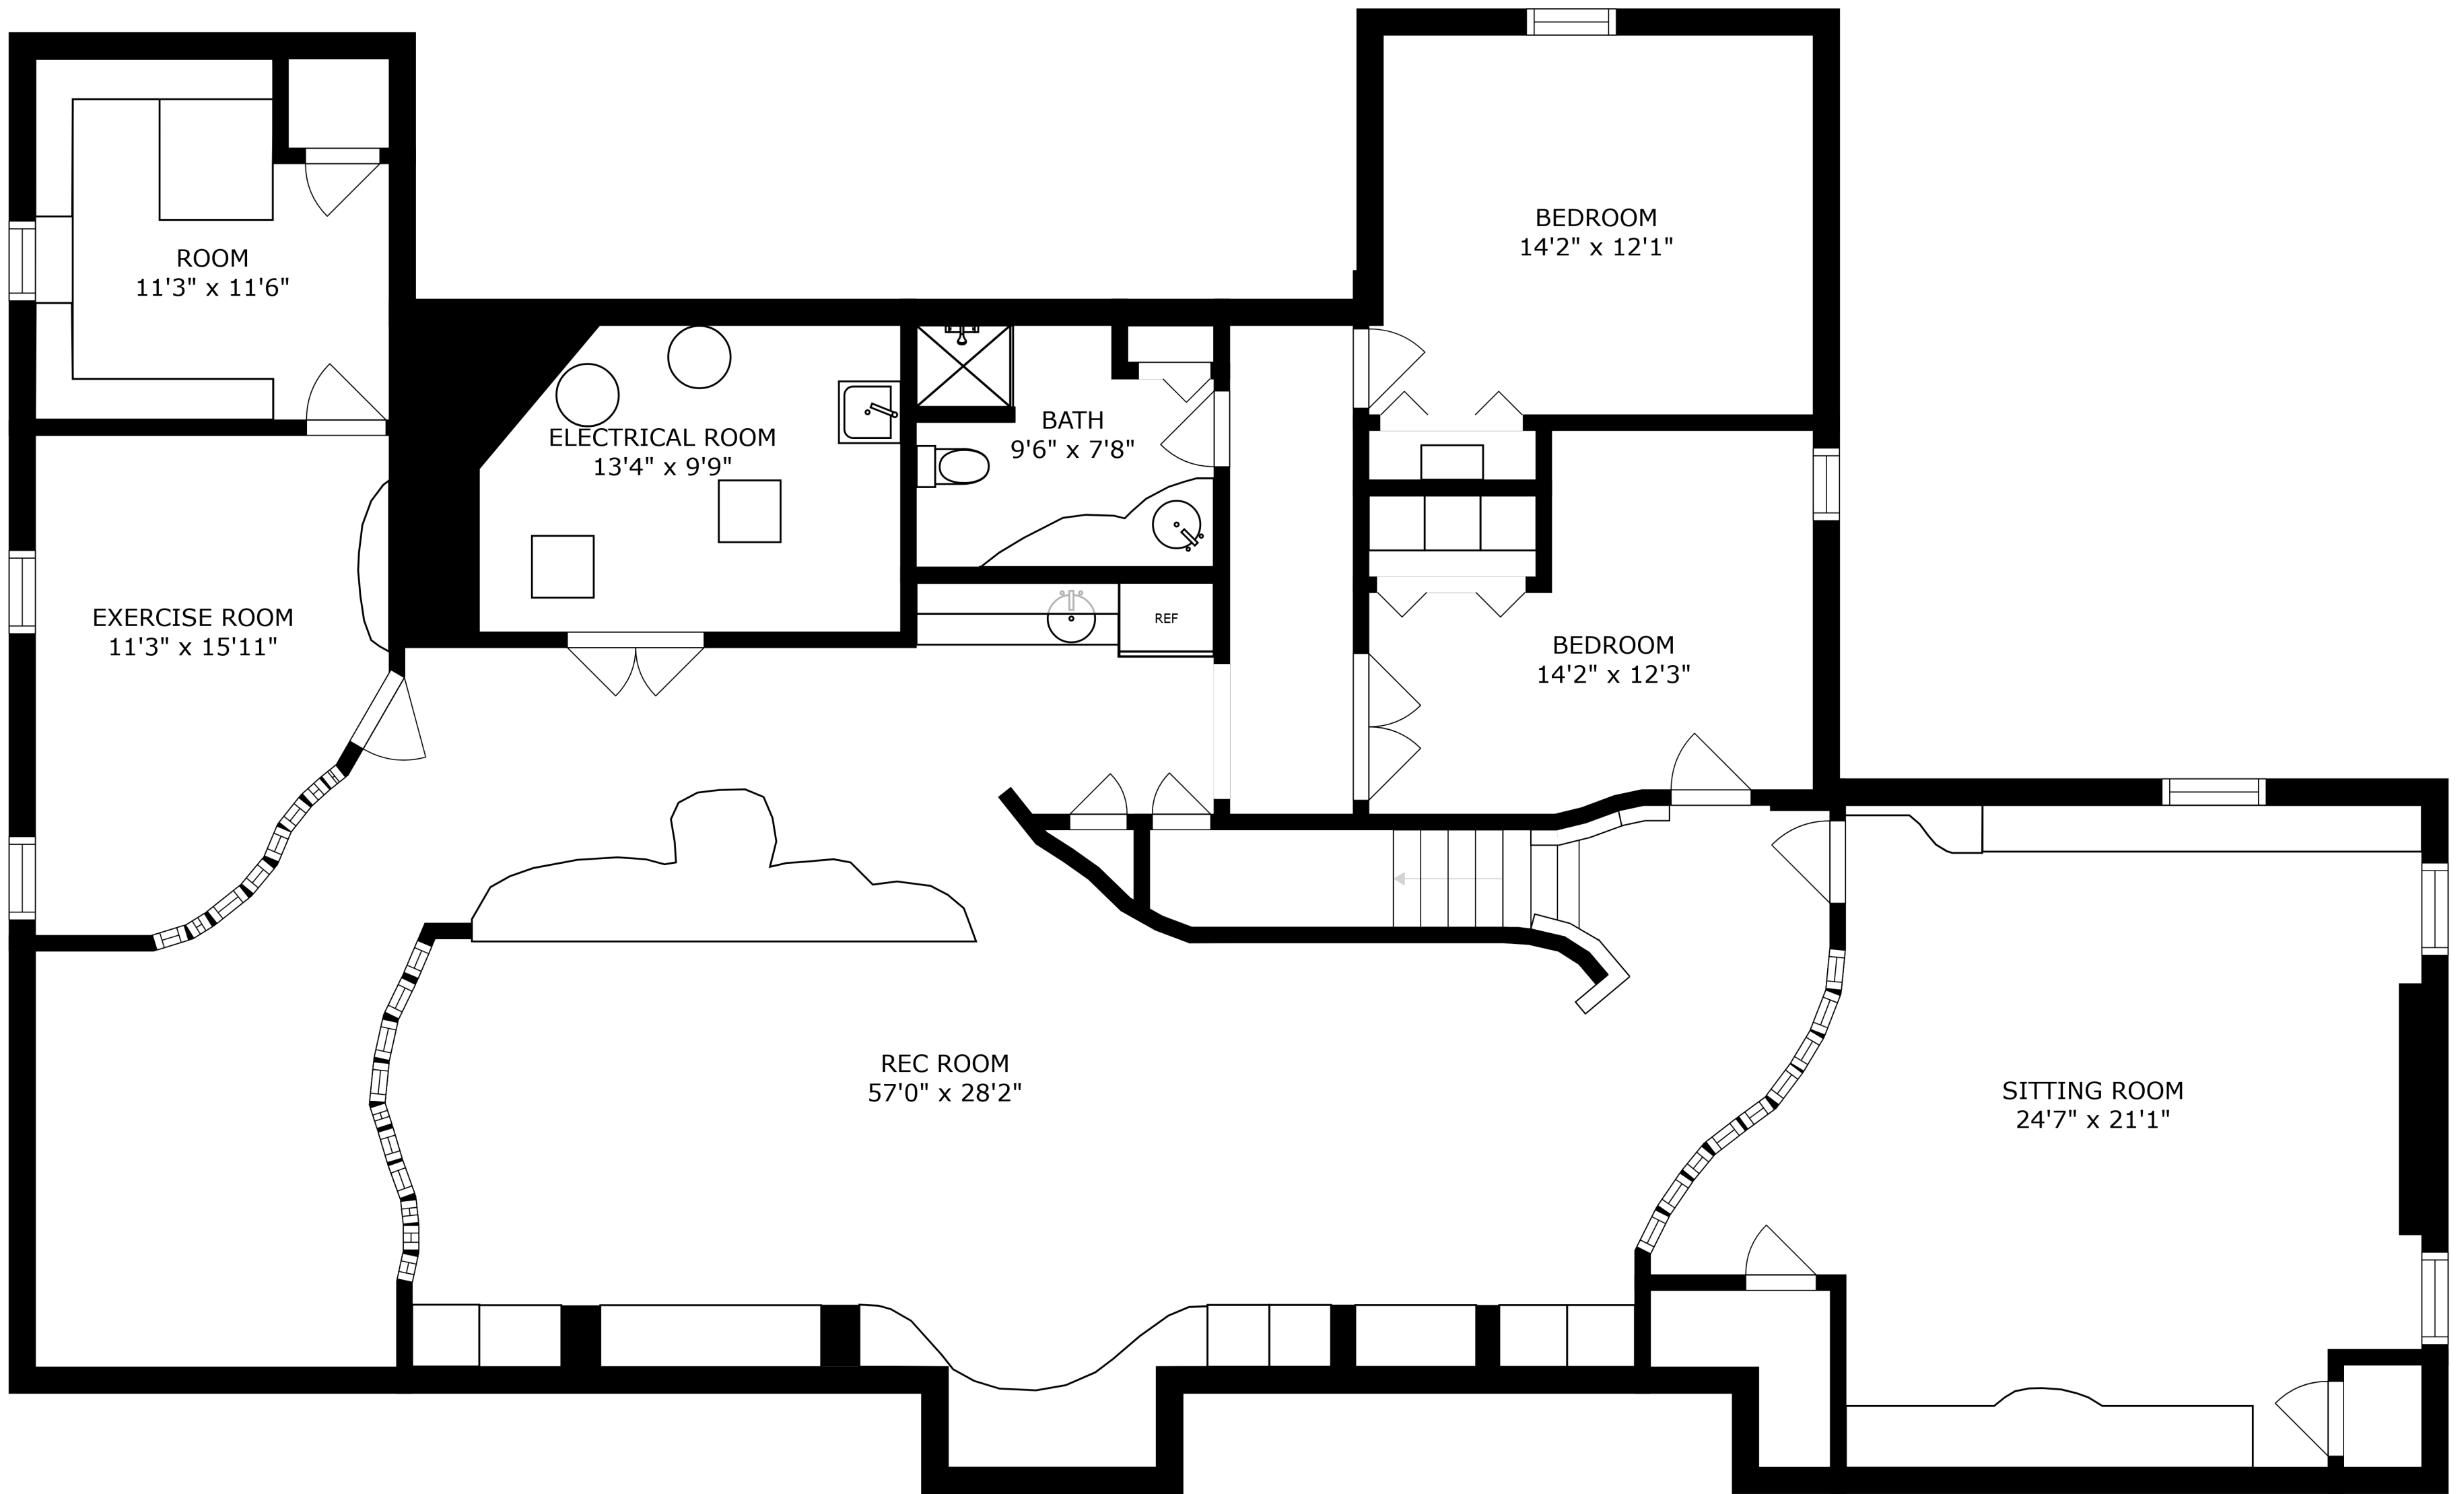 BEDROOM
14'2" x 12'1"
ROOM
11'3" x 11'6"
ELECTRICAL ROOM
13'4" x 9'9"
BATH
9'6" x 7'8"
EXERCISE ROOM
11'3" x 15'11"
REF
BEDROOM
14'2" x 12'3"
REC ROOM
57'0" x 28'2"
SITTING ROOM
24'7" x 21'1"